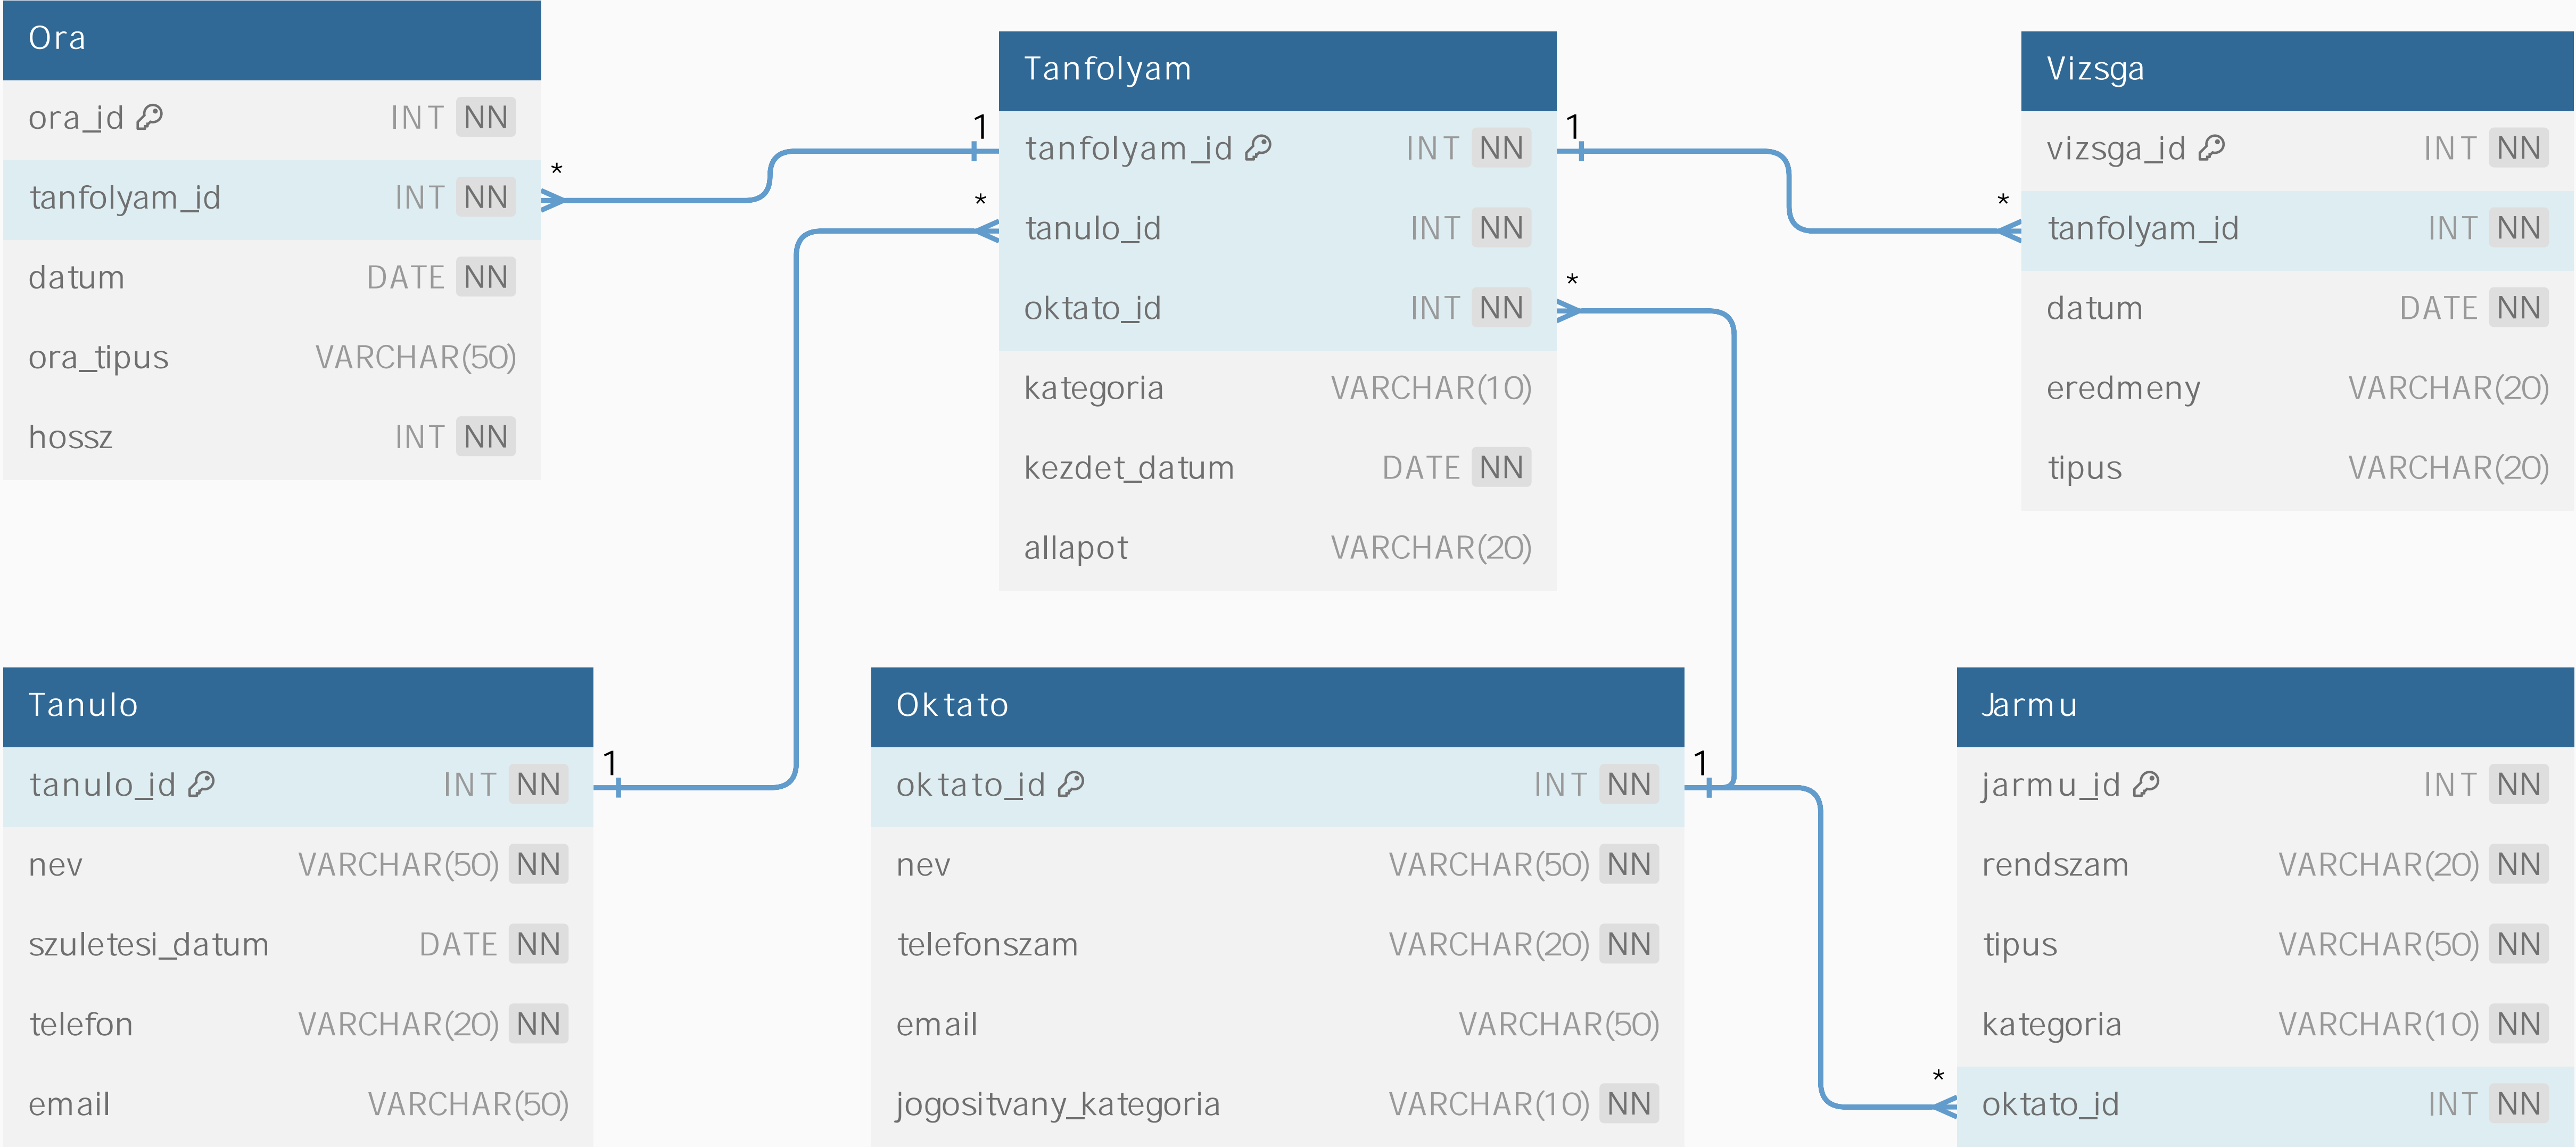 Ora
ora_id INT NN
tanfolyam_id INT NN
datum DATE NN
ora_tipus VARCHAR(50)
hossz INT NN
*
1
Tanfolyam
tanfolyam_id INT NN
tanulo_id INT NN
oktato_id INT NN
kategoria VARCHAR(10)
kezdet_datum DATE NN
allapot VARCHAR(20)
*
1
*
Vizsga
vizsga_id INT NN
tanfolyam_id INT NN
datum DATE NN
eredmeny VARCHAR(20)
tipus VARCHAR(20)
*
Tanulo
tanulo_id INT NN
nev VARCHAR(50) NN
szuletesi_datum DATE NN
telefon VARCHAR(20) NN
email VARCHAR(50)
1
Oktato
oktato_id INT NN
nev VARCHAR(50) NN
telefonszam VARCHAR(20) NN
email VARCHAR(50)
jogositvany_kategoria VARCHAR(10) NN
1
Jarmu
jarmu_id INT NN
rendszam VARCHAR(20) NN
tipus VARCHAR(50) NN
kategoria VARCHAR(10) NN
oktato_id INT NN
*